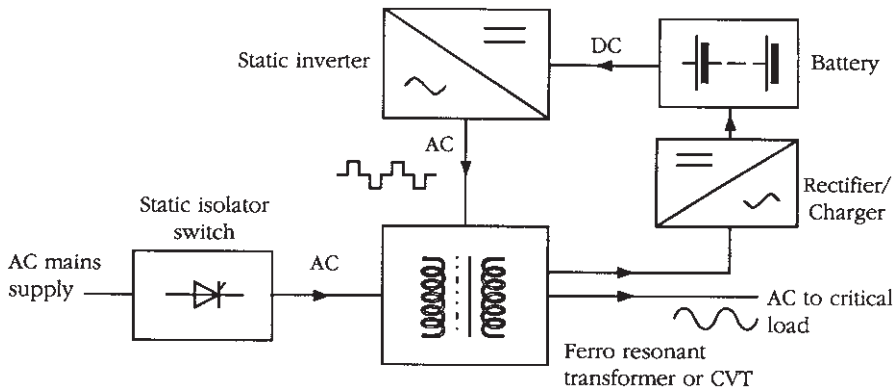 Static inverter
DC
Battery
AC
Rectifier/
Charger
Static isolator
switch
AC mains
supply
AC
AC to critical
load
Ferro resonant
transformer or CVT